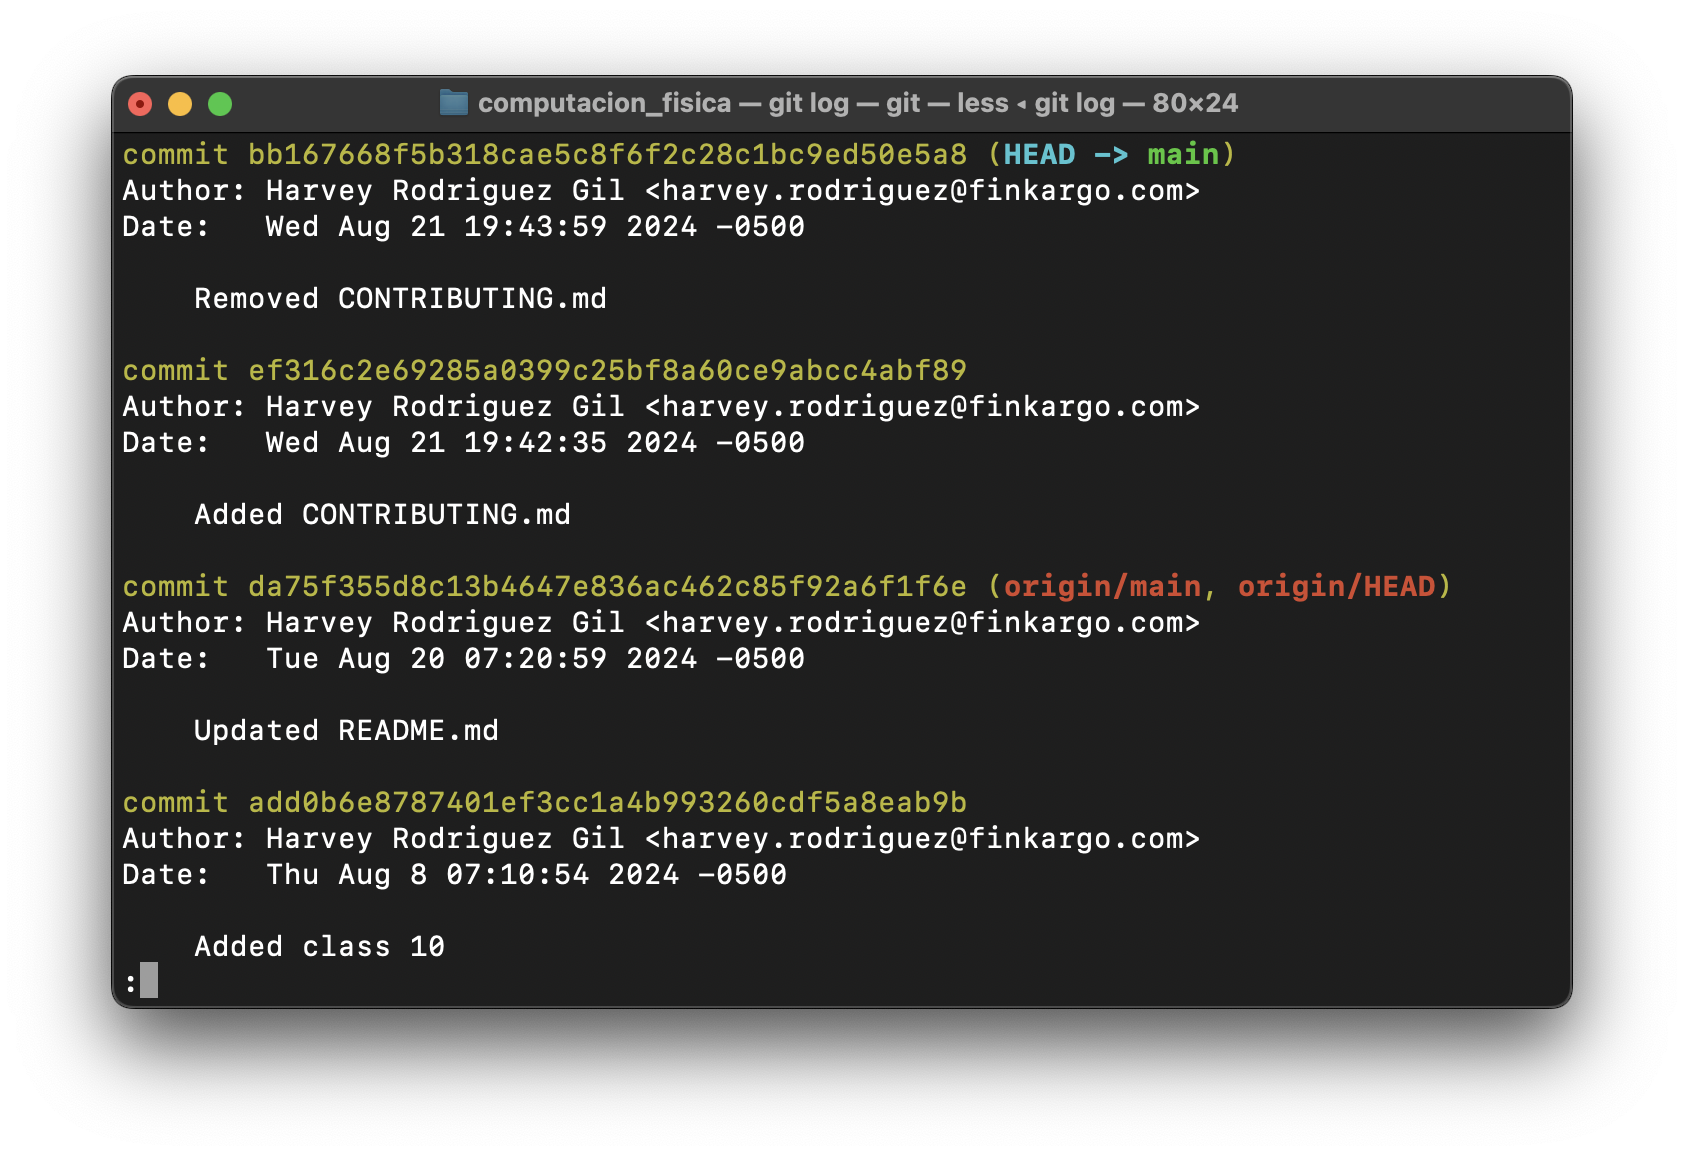 computacion_fisica — git log — git — less ◂ git log — 80×24
commit bb167668f5b318cae5c8f6f2c28c1bc9ed50e5a8 (HEAD -> main)
Author: Harvey Rodriguez Gil <harvey.rodriguez@finkargo.com>
Date:   Wed Aug 21 19:43:59 2024 -0500
    Removed CONTRIBUTING.md
commit ef316c2e69285a0399c25bf8a60ce9abcc4abf89
Author: Harvey Rodriguez Gil <harvey.rodriguez@finkargo.com>
Date:   Wed Aug 21 19:42:35 2024 -0500
    Added CONTRIBUTING.md
commit da75f355d8c13b4647e836ac462c85f92a6f1f6e (origin/main, origin/HEAD)
Author: Harvey Rodriguez Gil <harvey.rodriguez@finkargo.com>
Date:   Tue Aug 20 07:20:59 2024 -0500
    Updated README.md
commit add0b6e8787401ef3cc1a4b993260cdf5a8eab9b
Author: Harvey Rodriguez Gil <harvey.rodriguez@finkargo.com>
Date:   Thu Aug 8 07:10:54 2024 -0500
    Added class 10
: